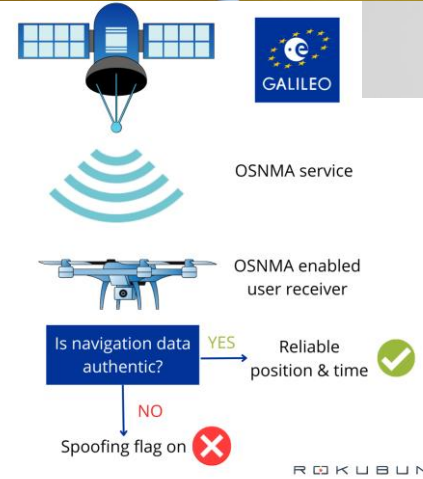 GALILEO
OSNMA service
OSNMA enabled
user receiver
Is navigation data
authentic?
YES
Reliable
position & time
NO
Spoofing flag on
ROKUBUN